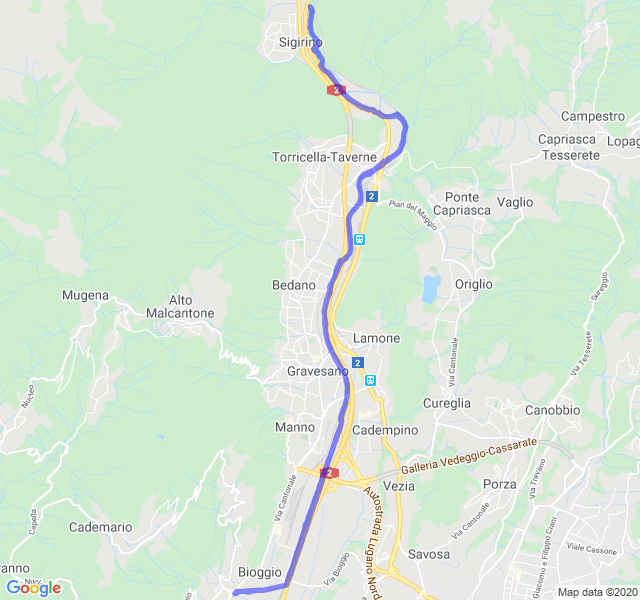 Sigirino
2
Campestro
Capriasca
Tesserete
Lopag
Torricella-Taverne
2
Ponte
Capriasca
Vaglio
Pian del Maggio
Sureggio
Mugena
Alto
Malcantone
Bedano
Origlio
Lamone
Via Tesserete
Via Cantonale
2
Gravesano
Nucleo
Cureglia
Canobbio
Manno
Cadempino
Galleria Vedeggio-Cassarate
2
Vezia
Via Trevano
Porza
Via Cantonale
Capella
Autostrada Lugano Nord
Via Cantonale
Cademario
Giacomo e Filippo Ciani
Savosa
Viale Cassone
Via Bioggio
ranno
Bioggio
Google
Map data ©2020